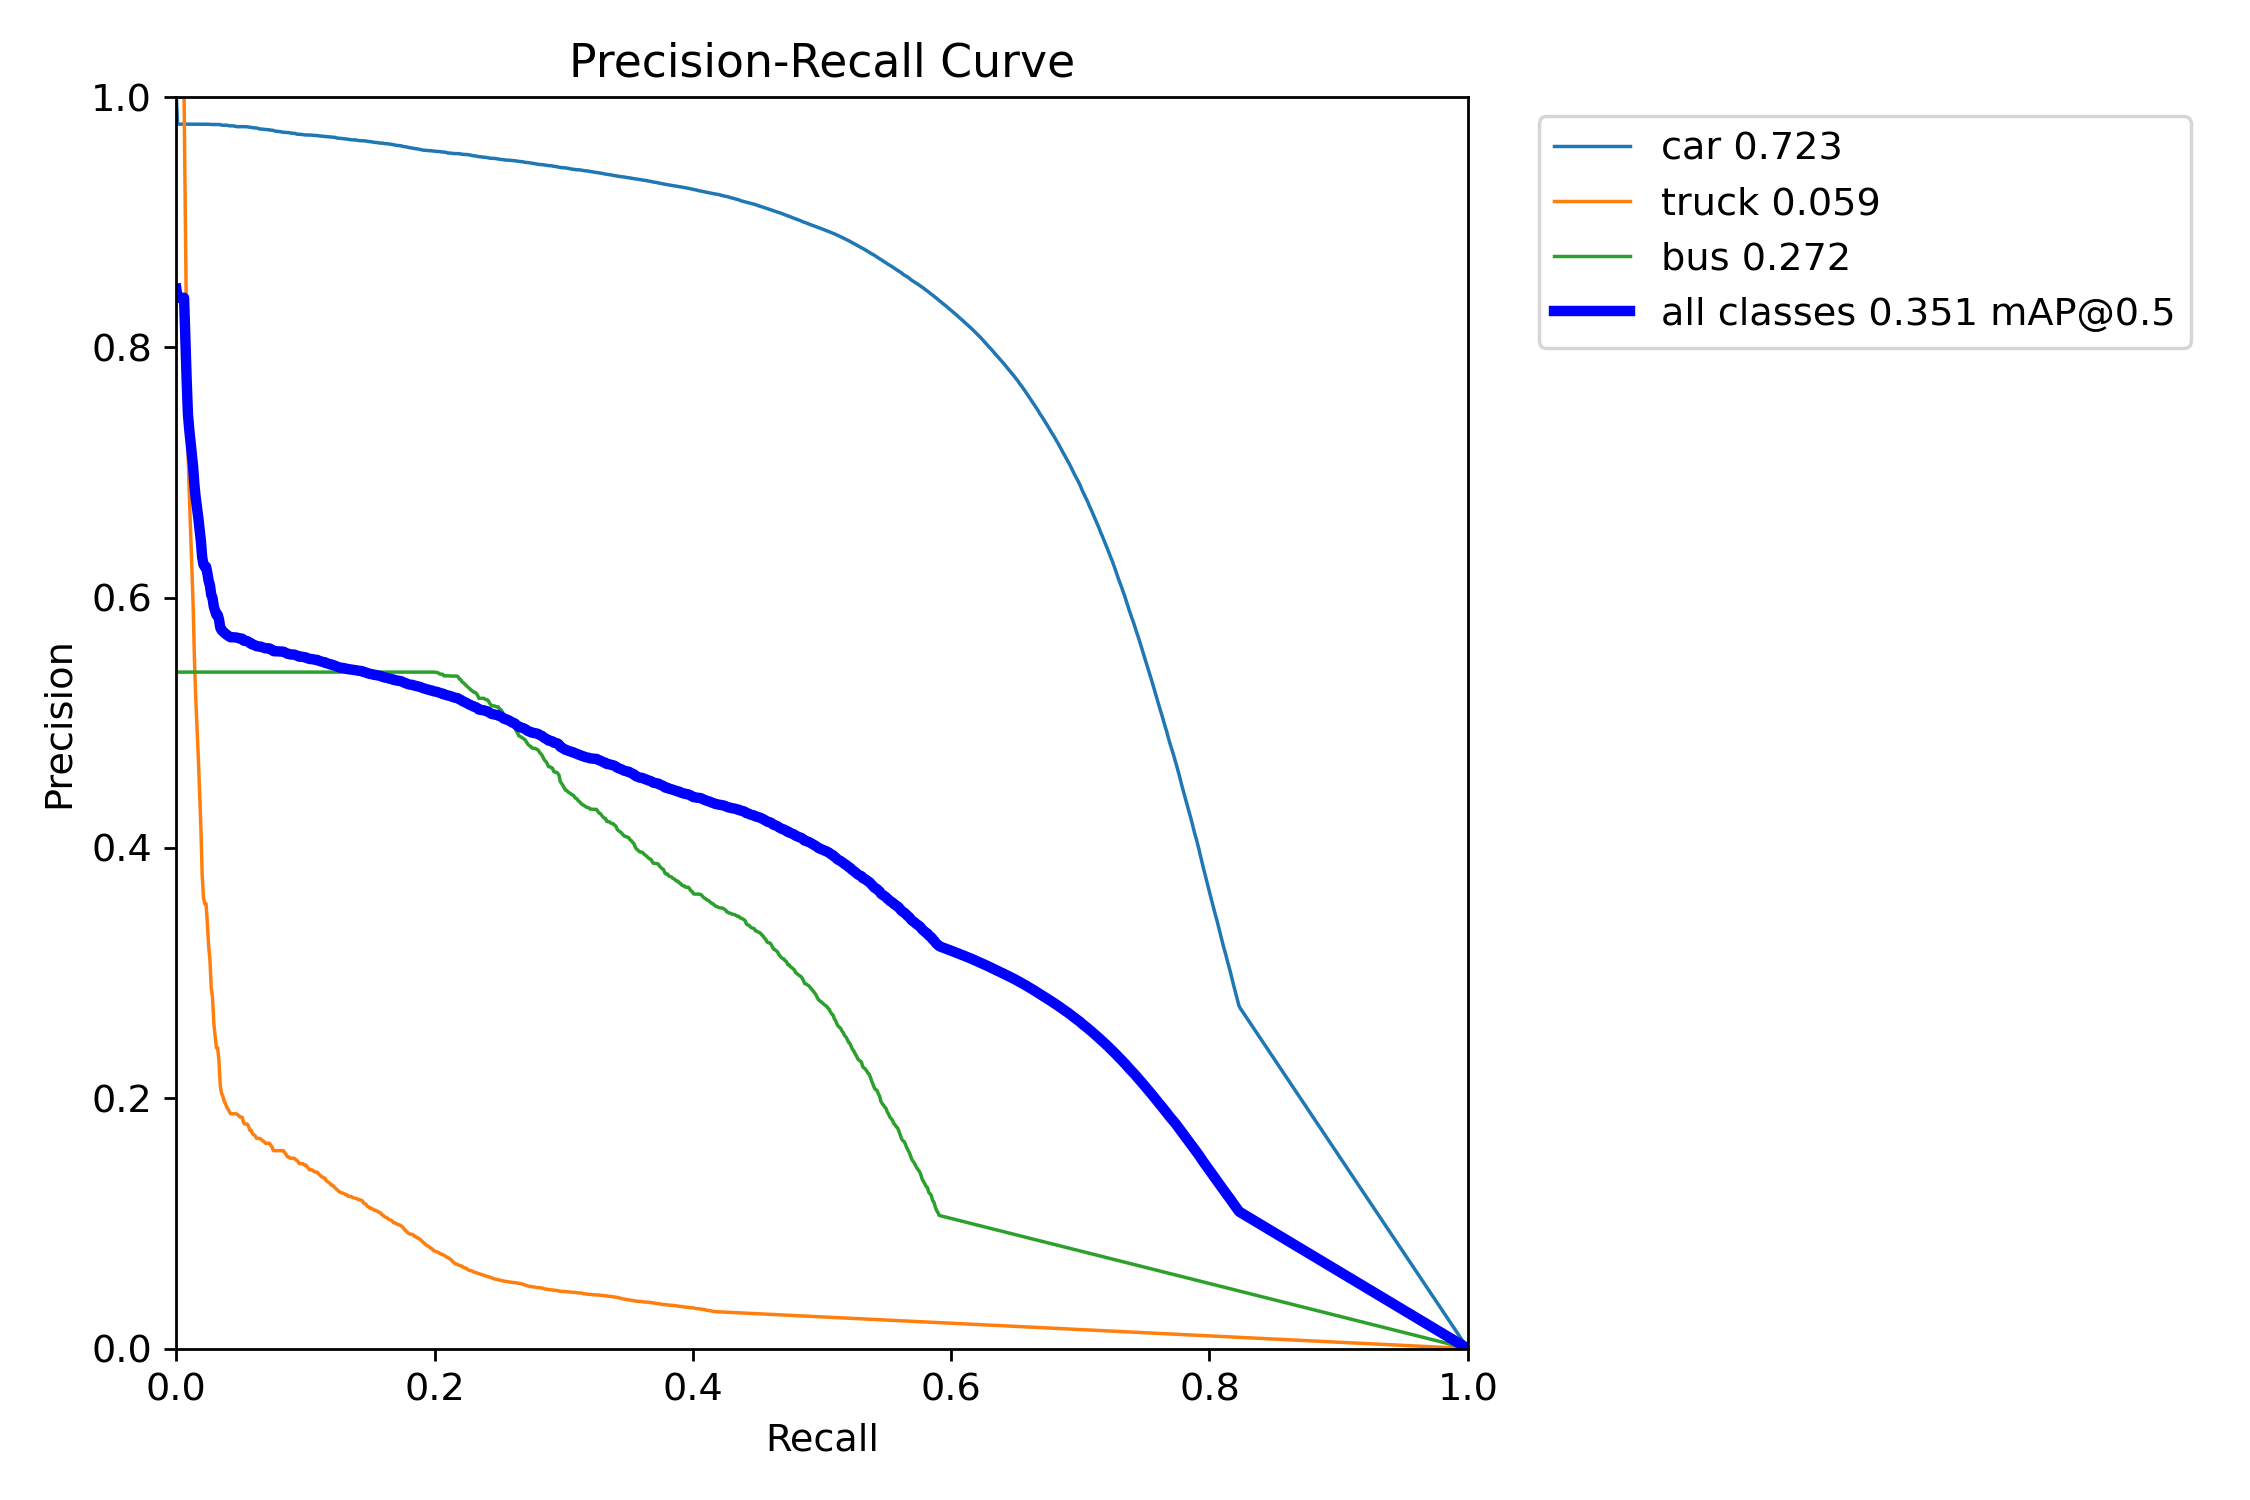 Precision-Recall Curve
1.0
0.8
0.6
0.4
0.2
0.0
Precision
0.0 0.2 0.4 0.6 0.8 1.0
Recall
car 0.723
truck 0.059
bus 0.272
all classes 0.351 mAP@0.5